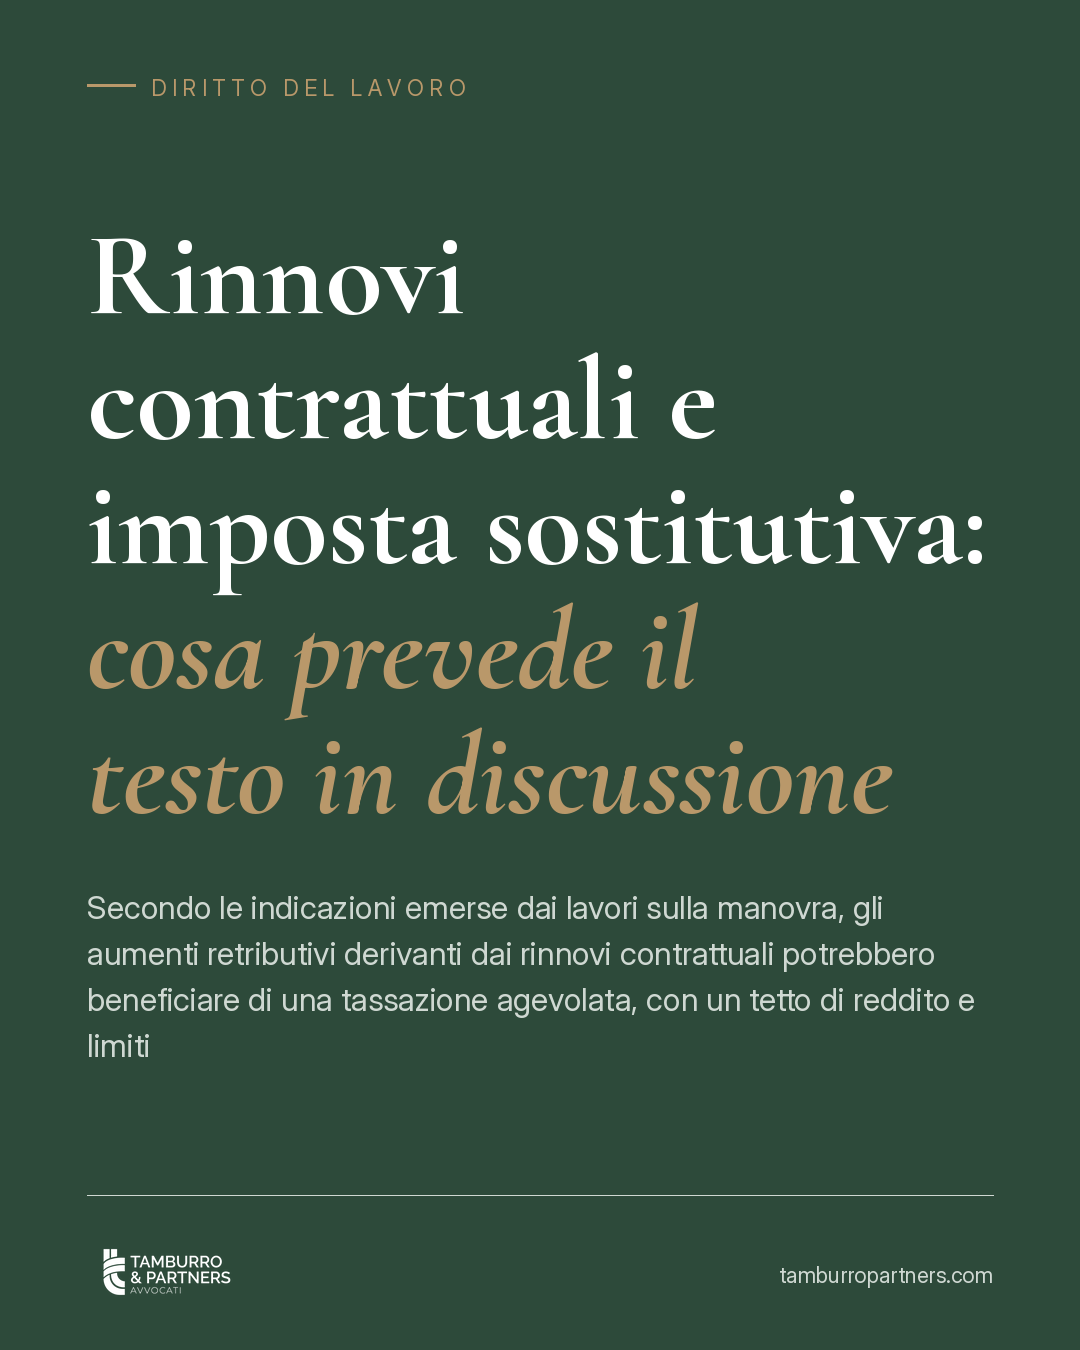 DIRITTO DEL LAVORO
Rinnovi
contrattuali e
imposta sostitutiva:
cosa prevede il
testo in discussione
Secondo le indicazioni emerse dai lavori sulla manovra, gli
aumenti retributivi derivanti dai rinnovi contrattuali potrebbero
beneficiare di una tassazione agevolata, con un tetto di reddito e
limiti
TAMBURRO
& PARTNERS
AVVOCATI
tamburropartners.com